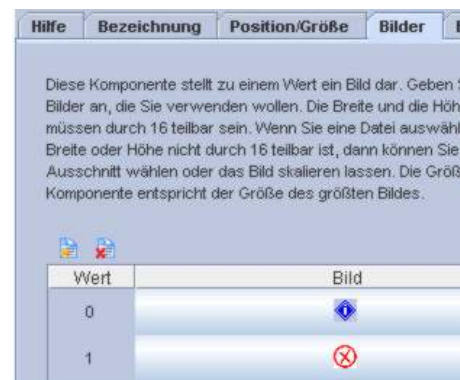 Hilfe Bezeichnung Position/Größe Bilder
Diese Komponente stellt zu einem Wert ein Bild dar. Geben
Bilder an, die Sie verwenden wollen. Die Breite und die Höh
müssen durch 16 teilbar sein. Wenn Sie eine Datei auswähl
Breite oder Höhe nicht durch 16 teilbar ist, dann können Sie
Ausschnitt wählen oder das Bild skalieren lassen. Die Größ
Komponente entspricht der Größe des größten Bildes.
Wert Bild
0
1